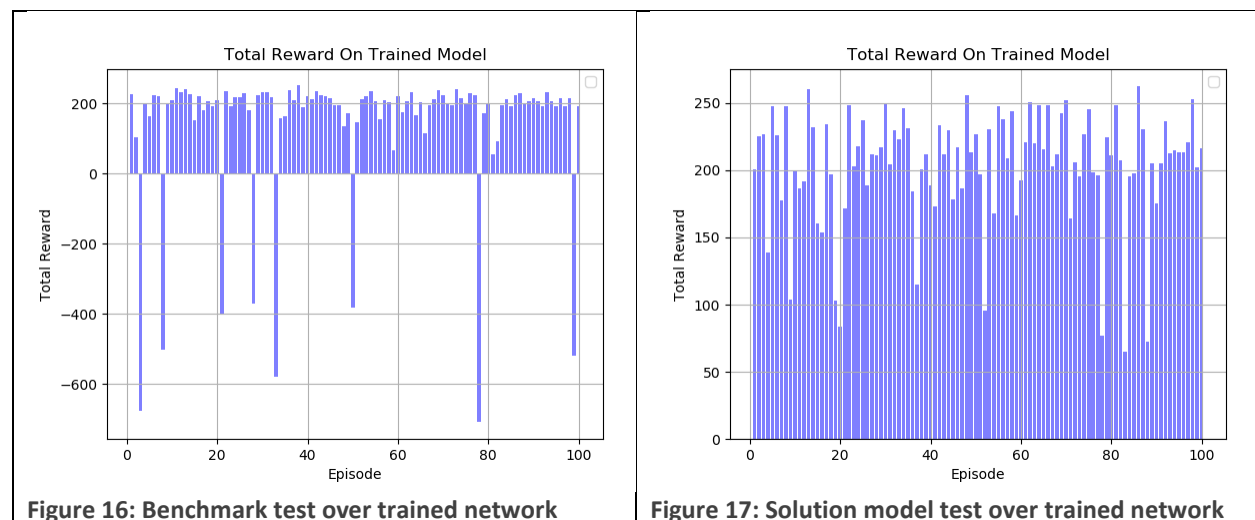 Total Reward On Trained Model
200
0
−200
−400
−600
Total Reward
0 20 40 60 80 100
Episode
Figure 16: Benchmark test over trained network
Total Reward On Trained Model
250
200
150
100
50
0
Total Reward
0 20 40 60 80 100
Episode
Figure 17: Solution model test over trained network